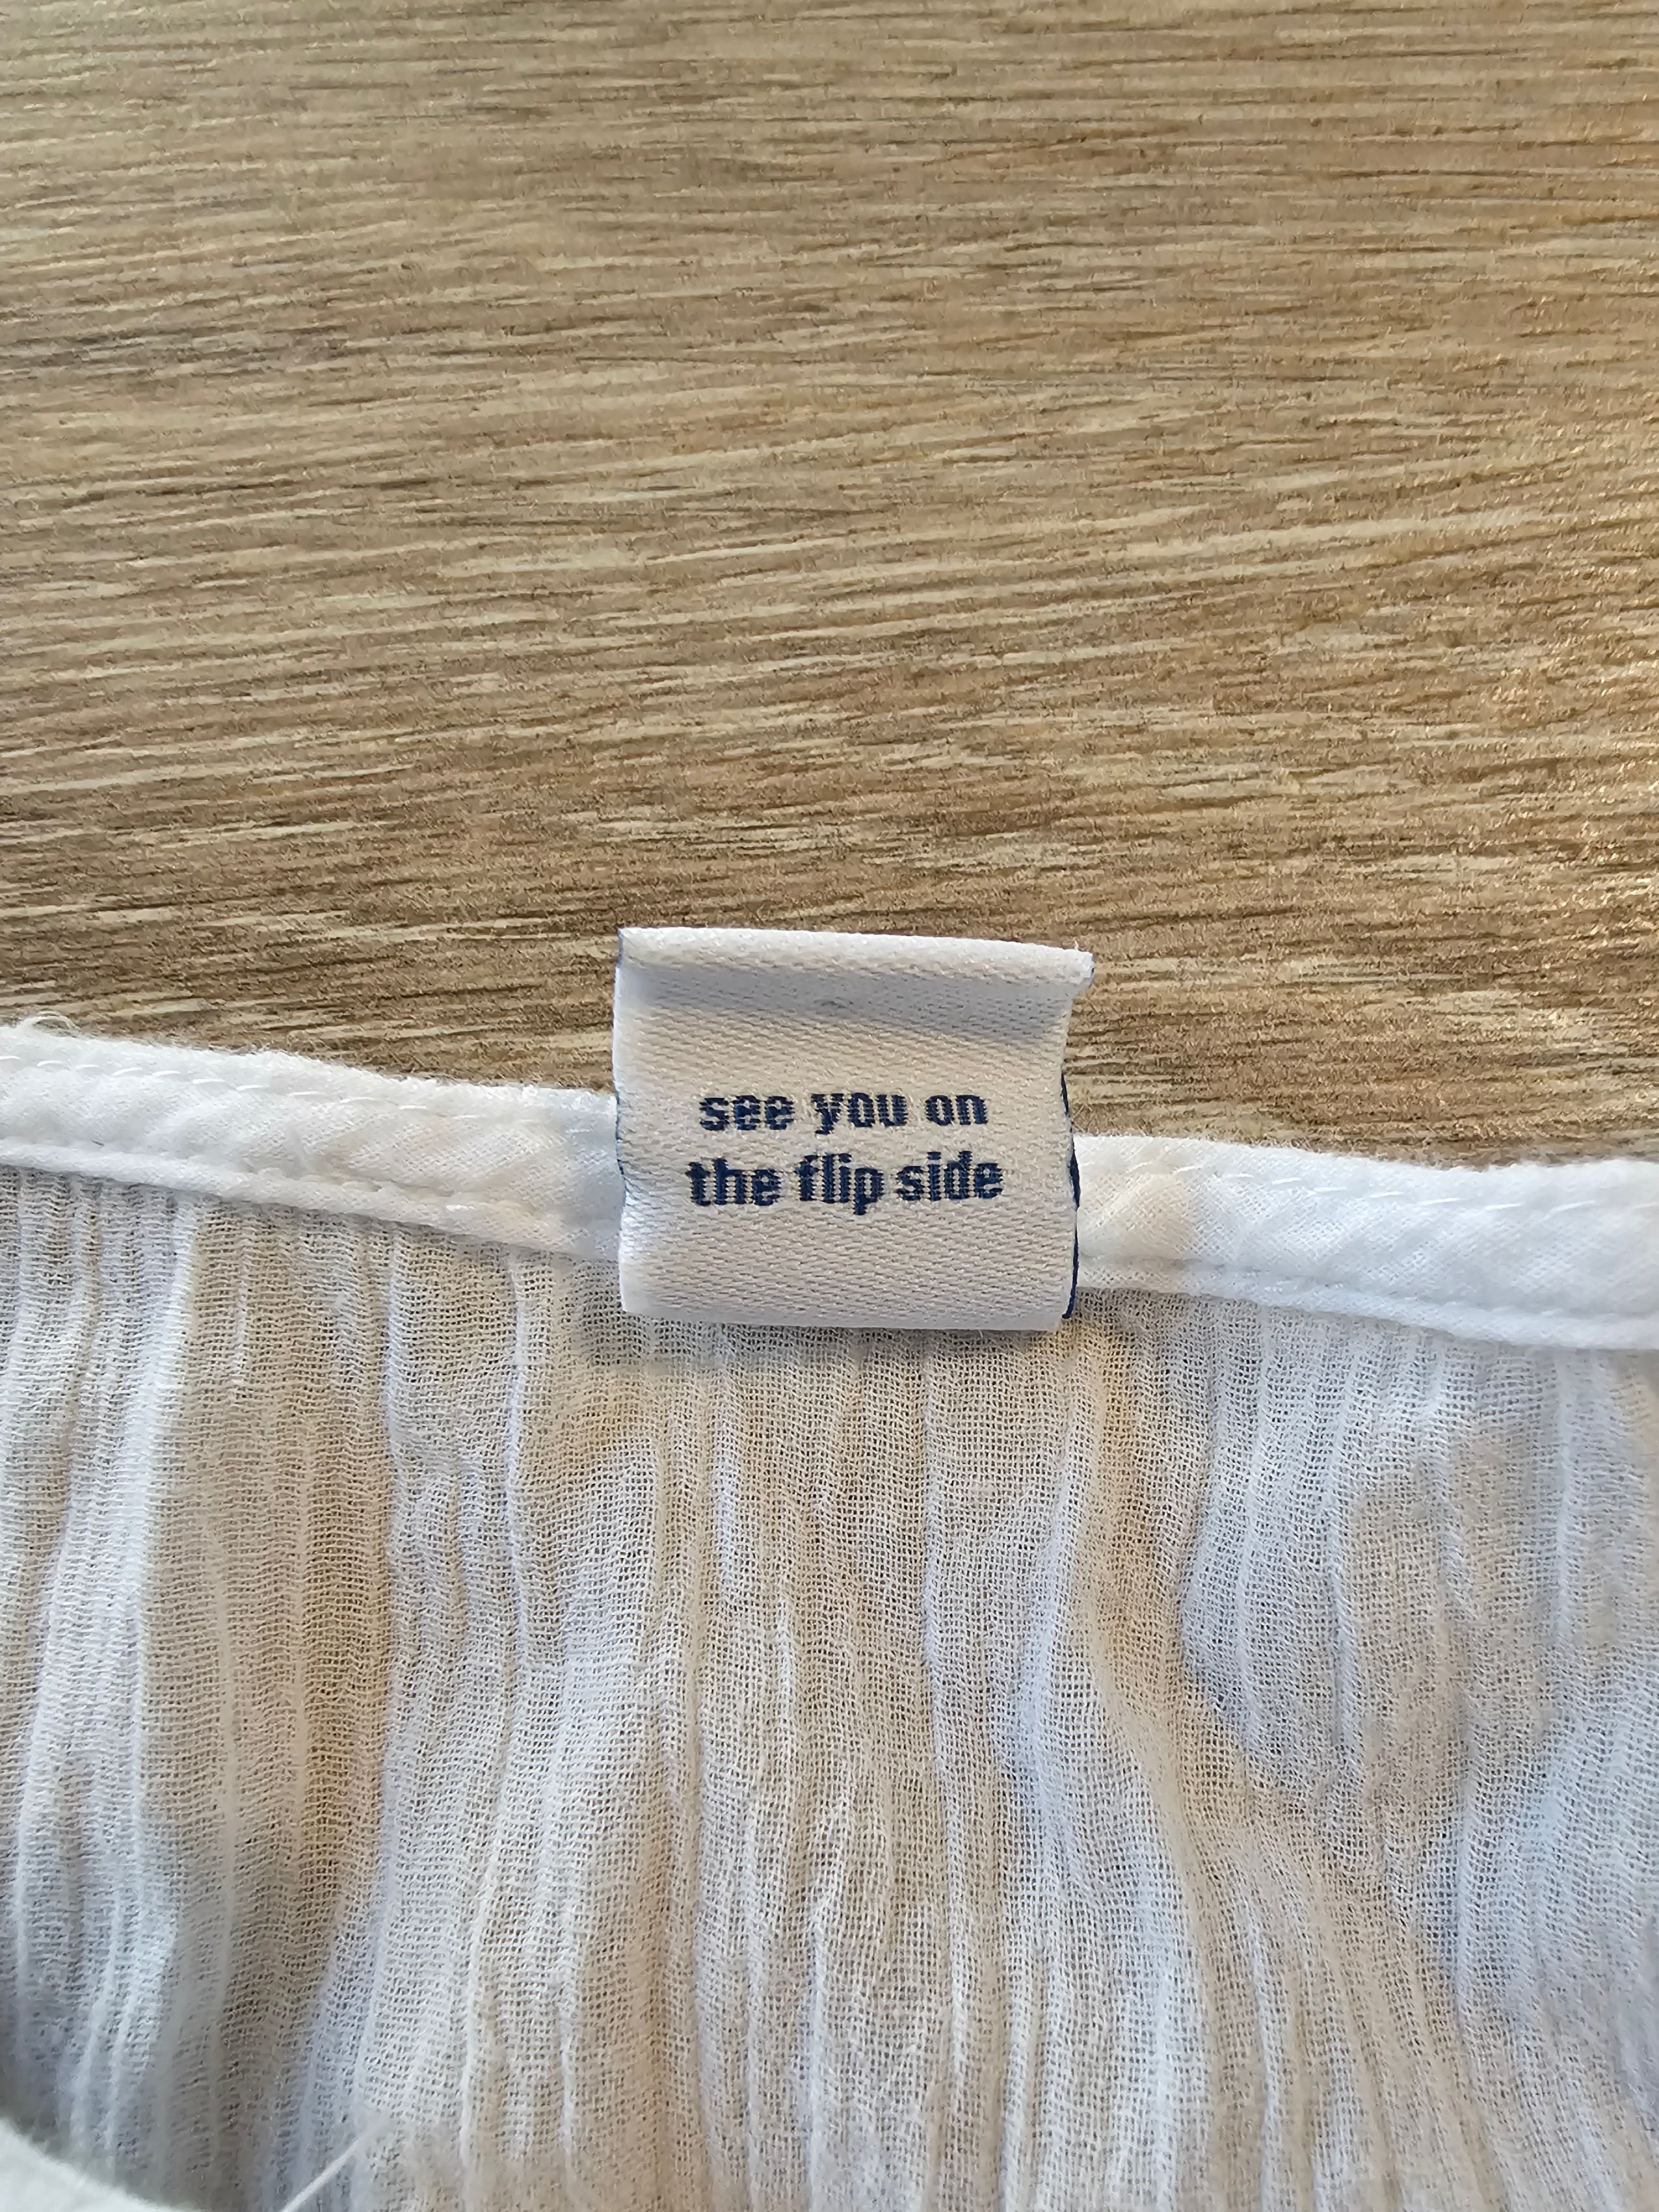 see you on
the flip side